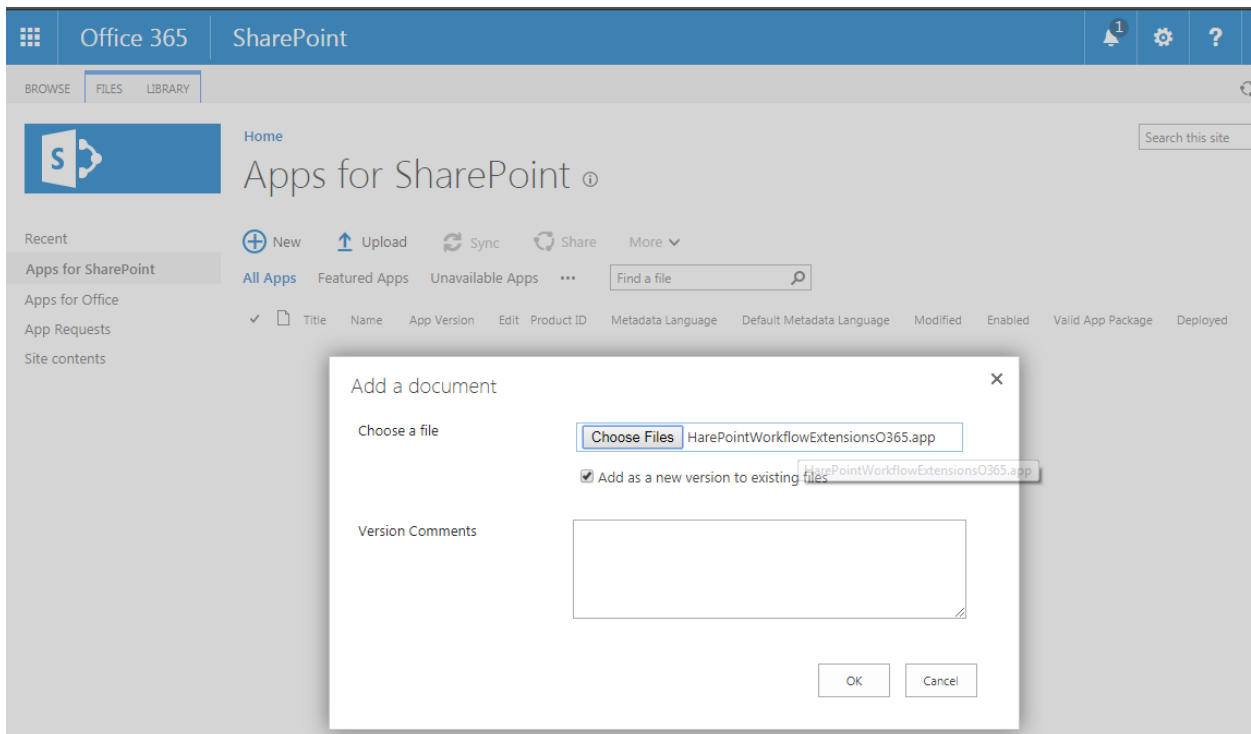 Office 365 SharePoint 1 ?
BROWSE FILES LIBRARY
S
Home
Search this site
Apps for SharePoint
New Upload Sync Share More
Recent
Apps for SharePoint
Apps for Office
App Requests
Site contents
All Apps Featured Apps Unavailable Apps ••• Find a file
Title Name App Version Edit Product ID Metadata Language Default Metadata Language Modified Enabled Valid App Package Deployed
Add a document
Choose a file
Choose Files HarePointWorkflowExtensionsO365.app
HarePointWorkflowExtensionsO365.app
Add as a new version to existing files
Version Comments
OK Cancel